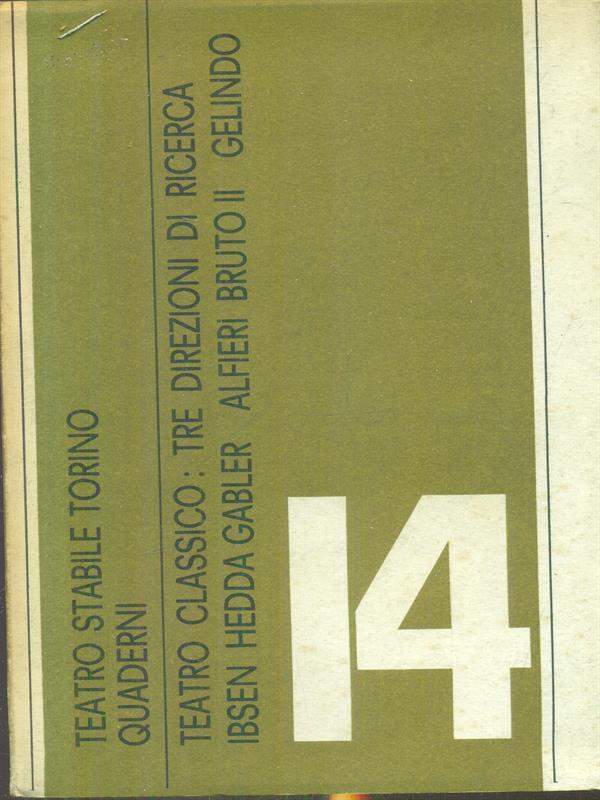 TEATRO STABILE TORINO
QUADERNI
TEATRO CLASSICO: TRE DIREZIONI DI RICERCA
IBSEN HEDDA GABLER ALFIERI BRUTO II GELINDO
14